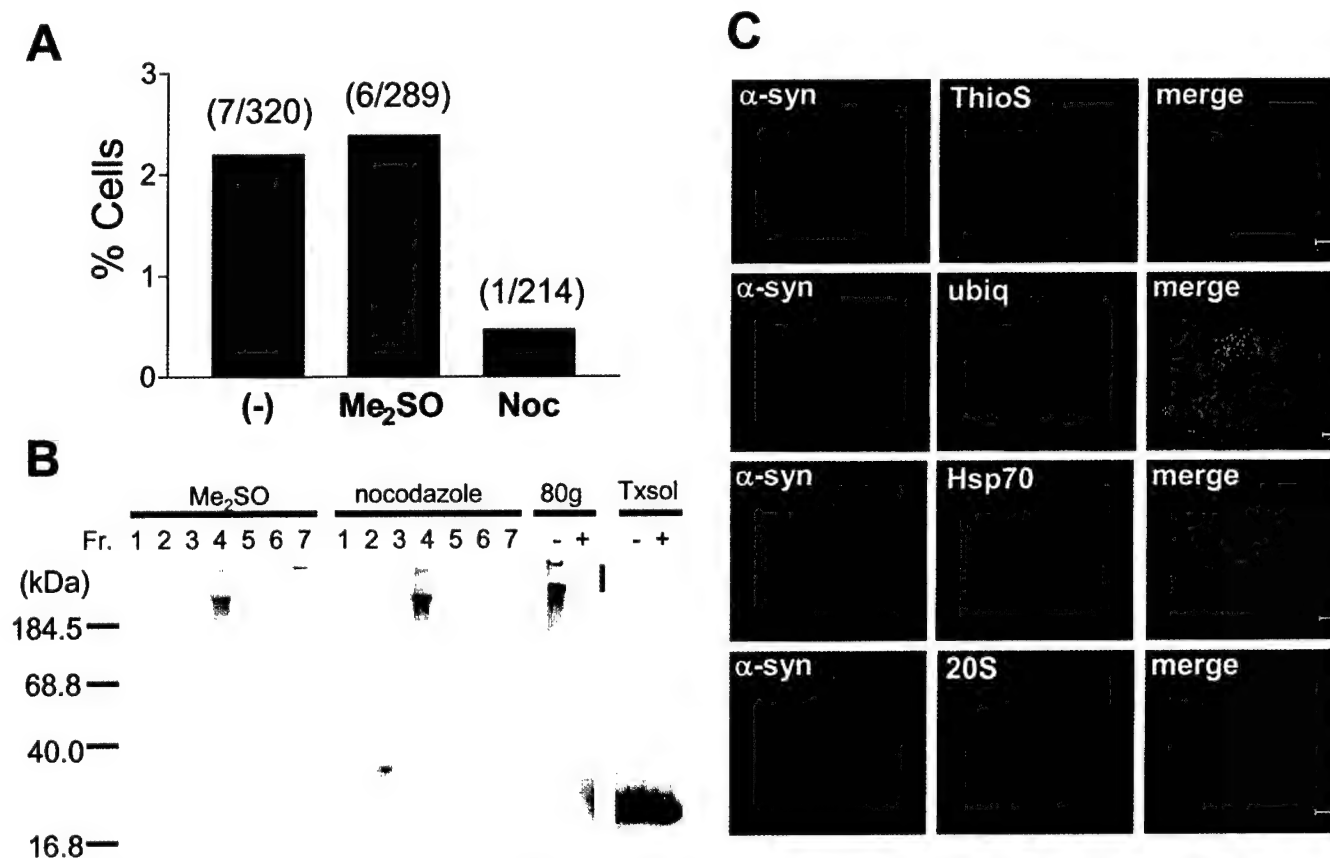 A
3
2
1
0
% Cells
(7/320)
(6/289)
(1/214)
(-)
Me₂SO
Noc
B
Me₂SO
nocodazole
80g
Txsol
Fr. 1 2 3 4 5 6 7 1 2 3 4 5 6 7 - + - +
(kDa)
184.5
68.8
40.0
16.8
C
α-syn ThioS merge
α-syn ubiq merge
α-syn Hsp70 merge
α-syn 20S merge